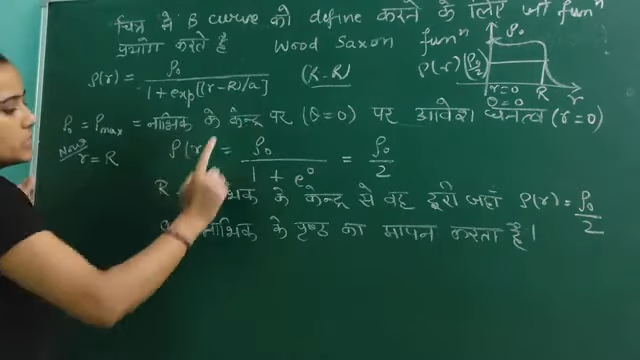 चित्र में B curve को define करने के लिए जो funⁿ
प्रयोग करते हैं Wood Saxon funⁿ
ρ(r) = ρ₀ / 1 + exp[(r-R)/a] (R-R)
ρ(r) ρ₀/2 ρ₀ r=0 θ=0 R r
ρ₀ = ρmax = नाभिक के केन्द्र पर (θ=0) पर आवेश घनत्व (r=0)
Now r=R ρ(r) = ρ₀ / 1 + e⁰ = ρ₀/2
R नाभिक के केन्द्र से वह दूरी जहाँ ρ(r) = ρ₀/2
नाभिक के पृष्ठ का मापन करता है।